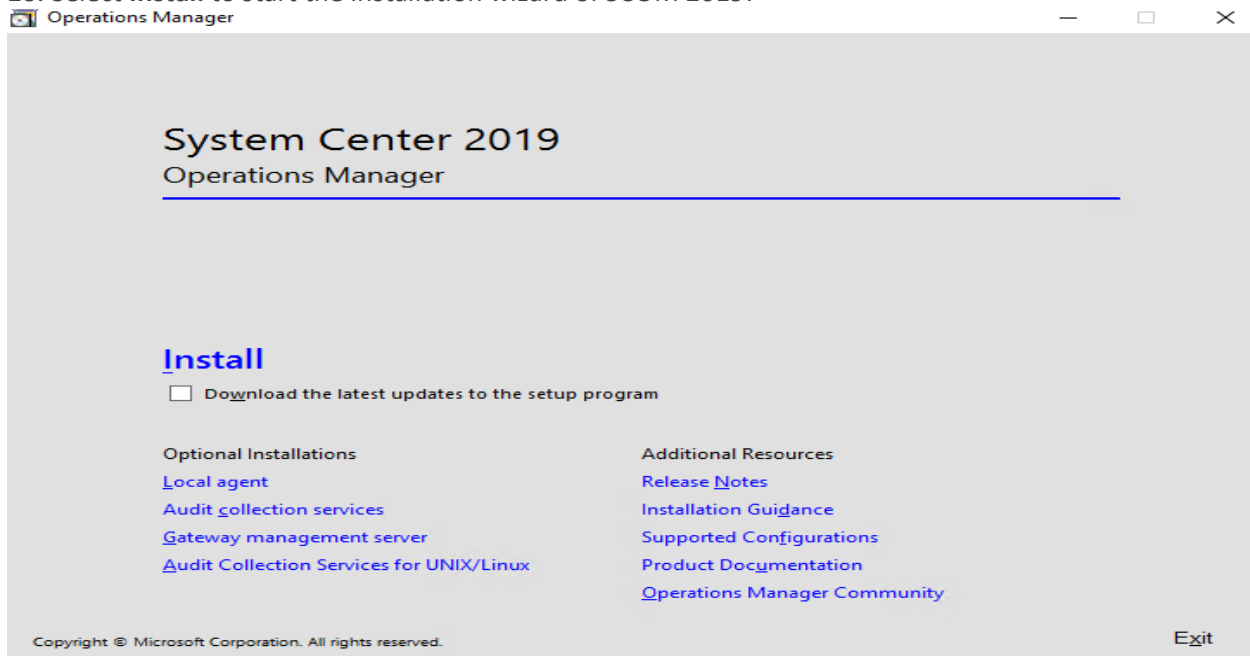 Operations Manager
System Center 2019
Operations Manager
Install
Download the latest updates to the setup program
Optional Installations
Local agent
Audit collection services
Gateway management server
Audit Collection Services for UNIX/Linux
Additional Resources
Release Notes
Installation Guidance
Supported Configurations
Product Documentation
Operations Manager Community
Copyright © Microsoft Corporation. All rights reserved.
Exit